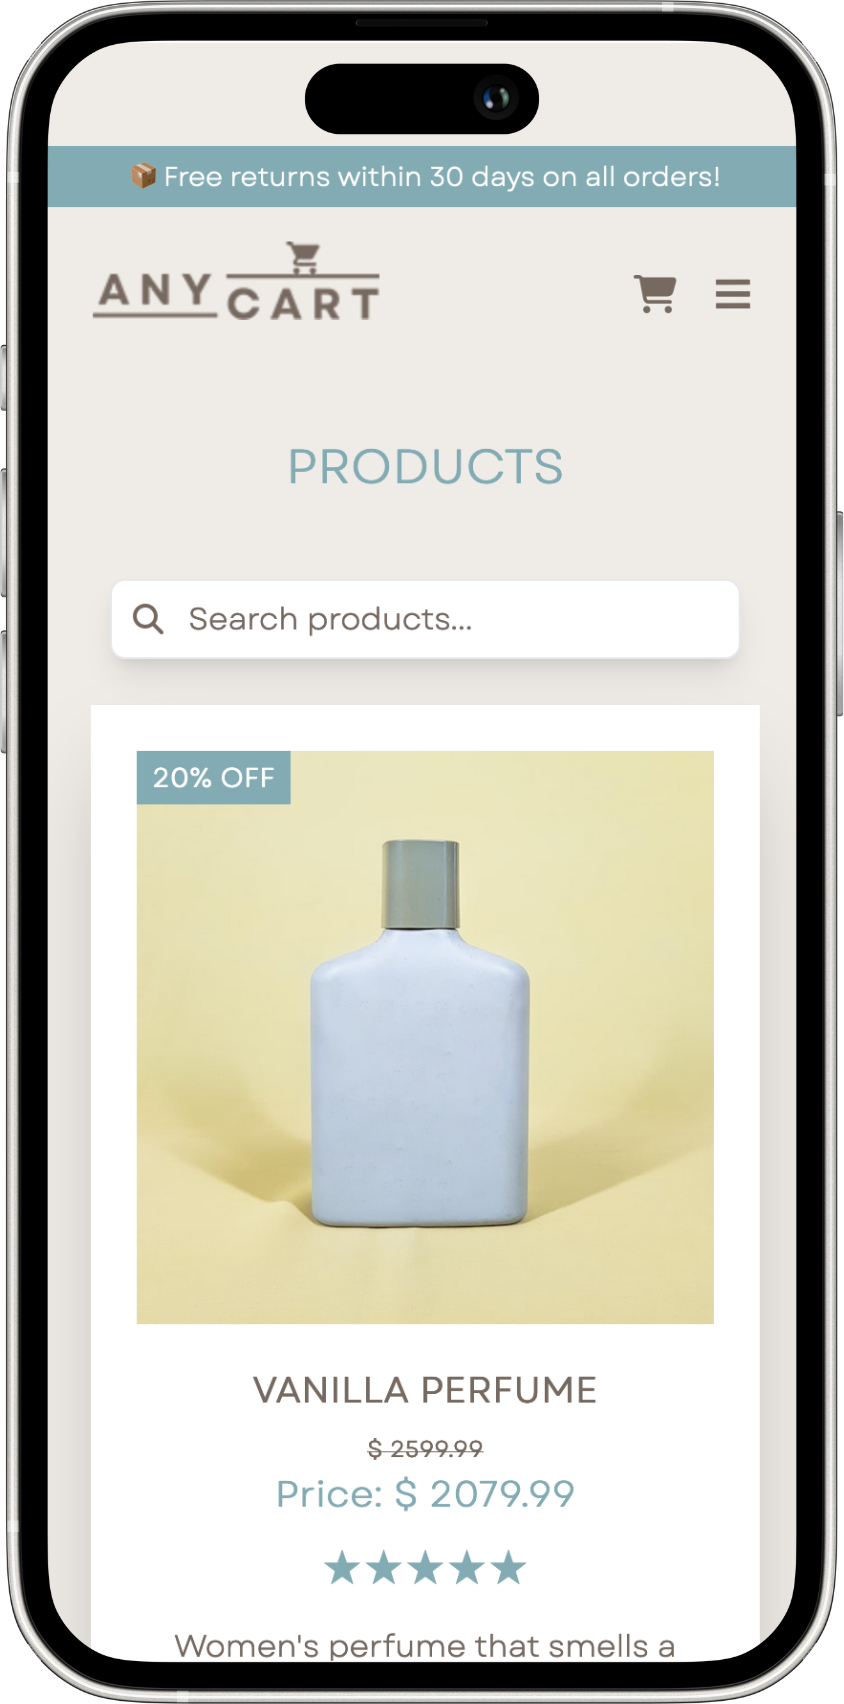 📦 Free returns within 30 days on all orders!
ANY CART
PRODUCTS
Search products...
20% OFF
VANILLA PERFUME
$ 2599.99
Price: $ 2079.99
★★★★★
Women's perfume that smells a